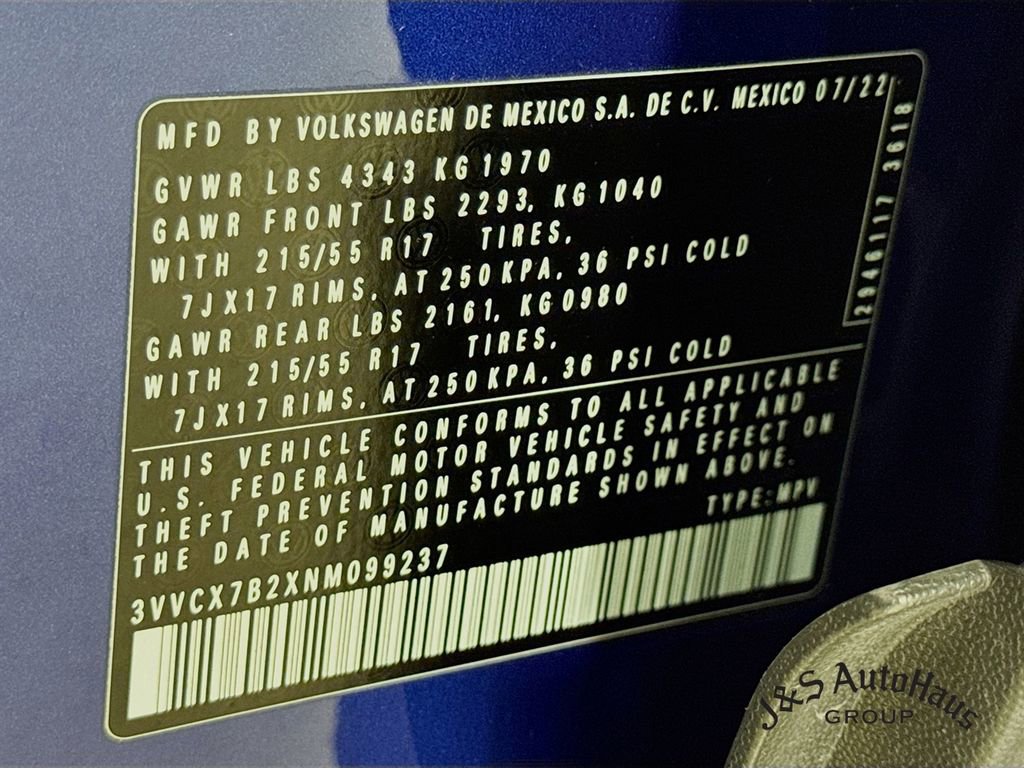 MFD BY VOLKSWAGEN DE MEXICO S.A. DE C.V. MEXICO 07/22
GVWR LBS 4343 KG 1970
GAWR FRONT LBS 2293, KG 1040
WITH 215/55 R17 TIRES,
7JX17 RIMS, AT 250 KPA, 36 PSI COLD
GAWR REAR LBS 2161, KG 0980
WITH 215/55 R17 TIRES,
7JX17 RIMS, AT 250 KPA, 36 PSI COLD
2946117 3618
THIS VEHICLE CONFORMS TO ALL APPLICABLE
U.S. FEDERAL MOTOR VEHICLE SAFETY AND
THEFT PREVENTION STANDARDS IN EFFECT ON
THE DATE OF MANUFACTURE SHOWN ABOVE.
TYPE: MPV
3VVCX7B2XNM099237
J&S AutoHaus
GROUP